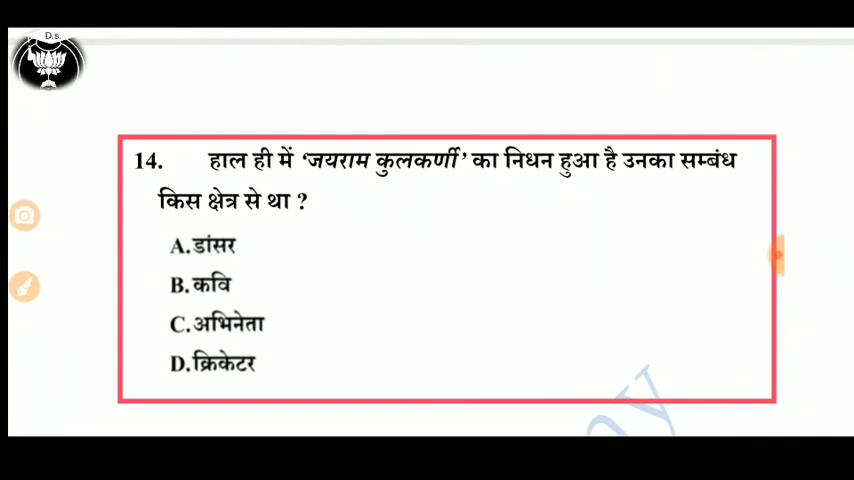 D.s.
14. हाल ही में ‘जयराम कुलकर्णी’ का निधन हुआ है उनका सम्बंध
किस क्षेत्र से था ?
A.डांसर
B.कवि
C.अभिनेता
D.क्रिकेटर